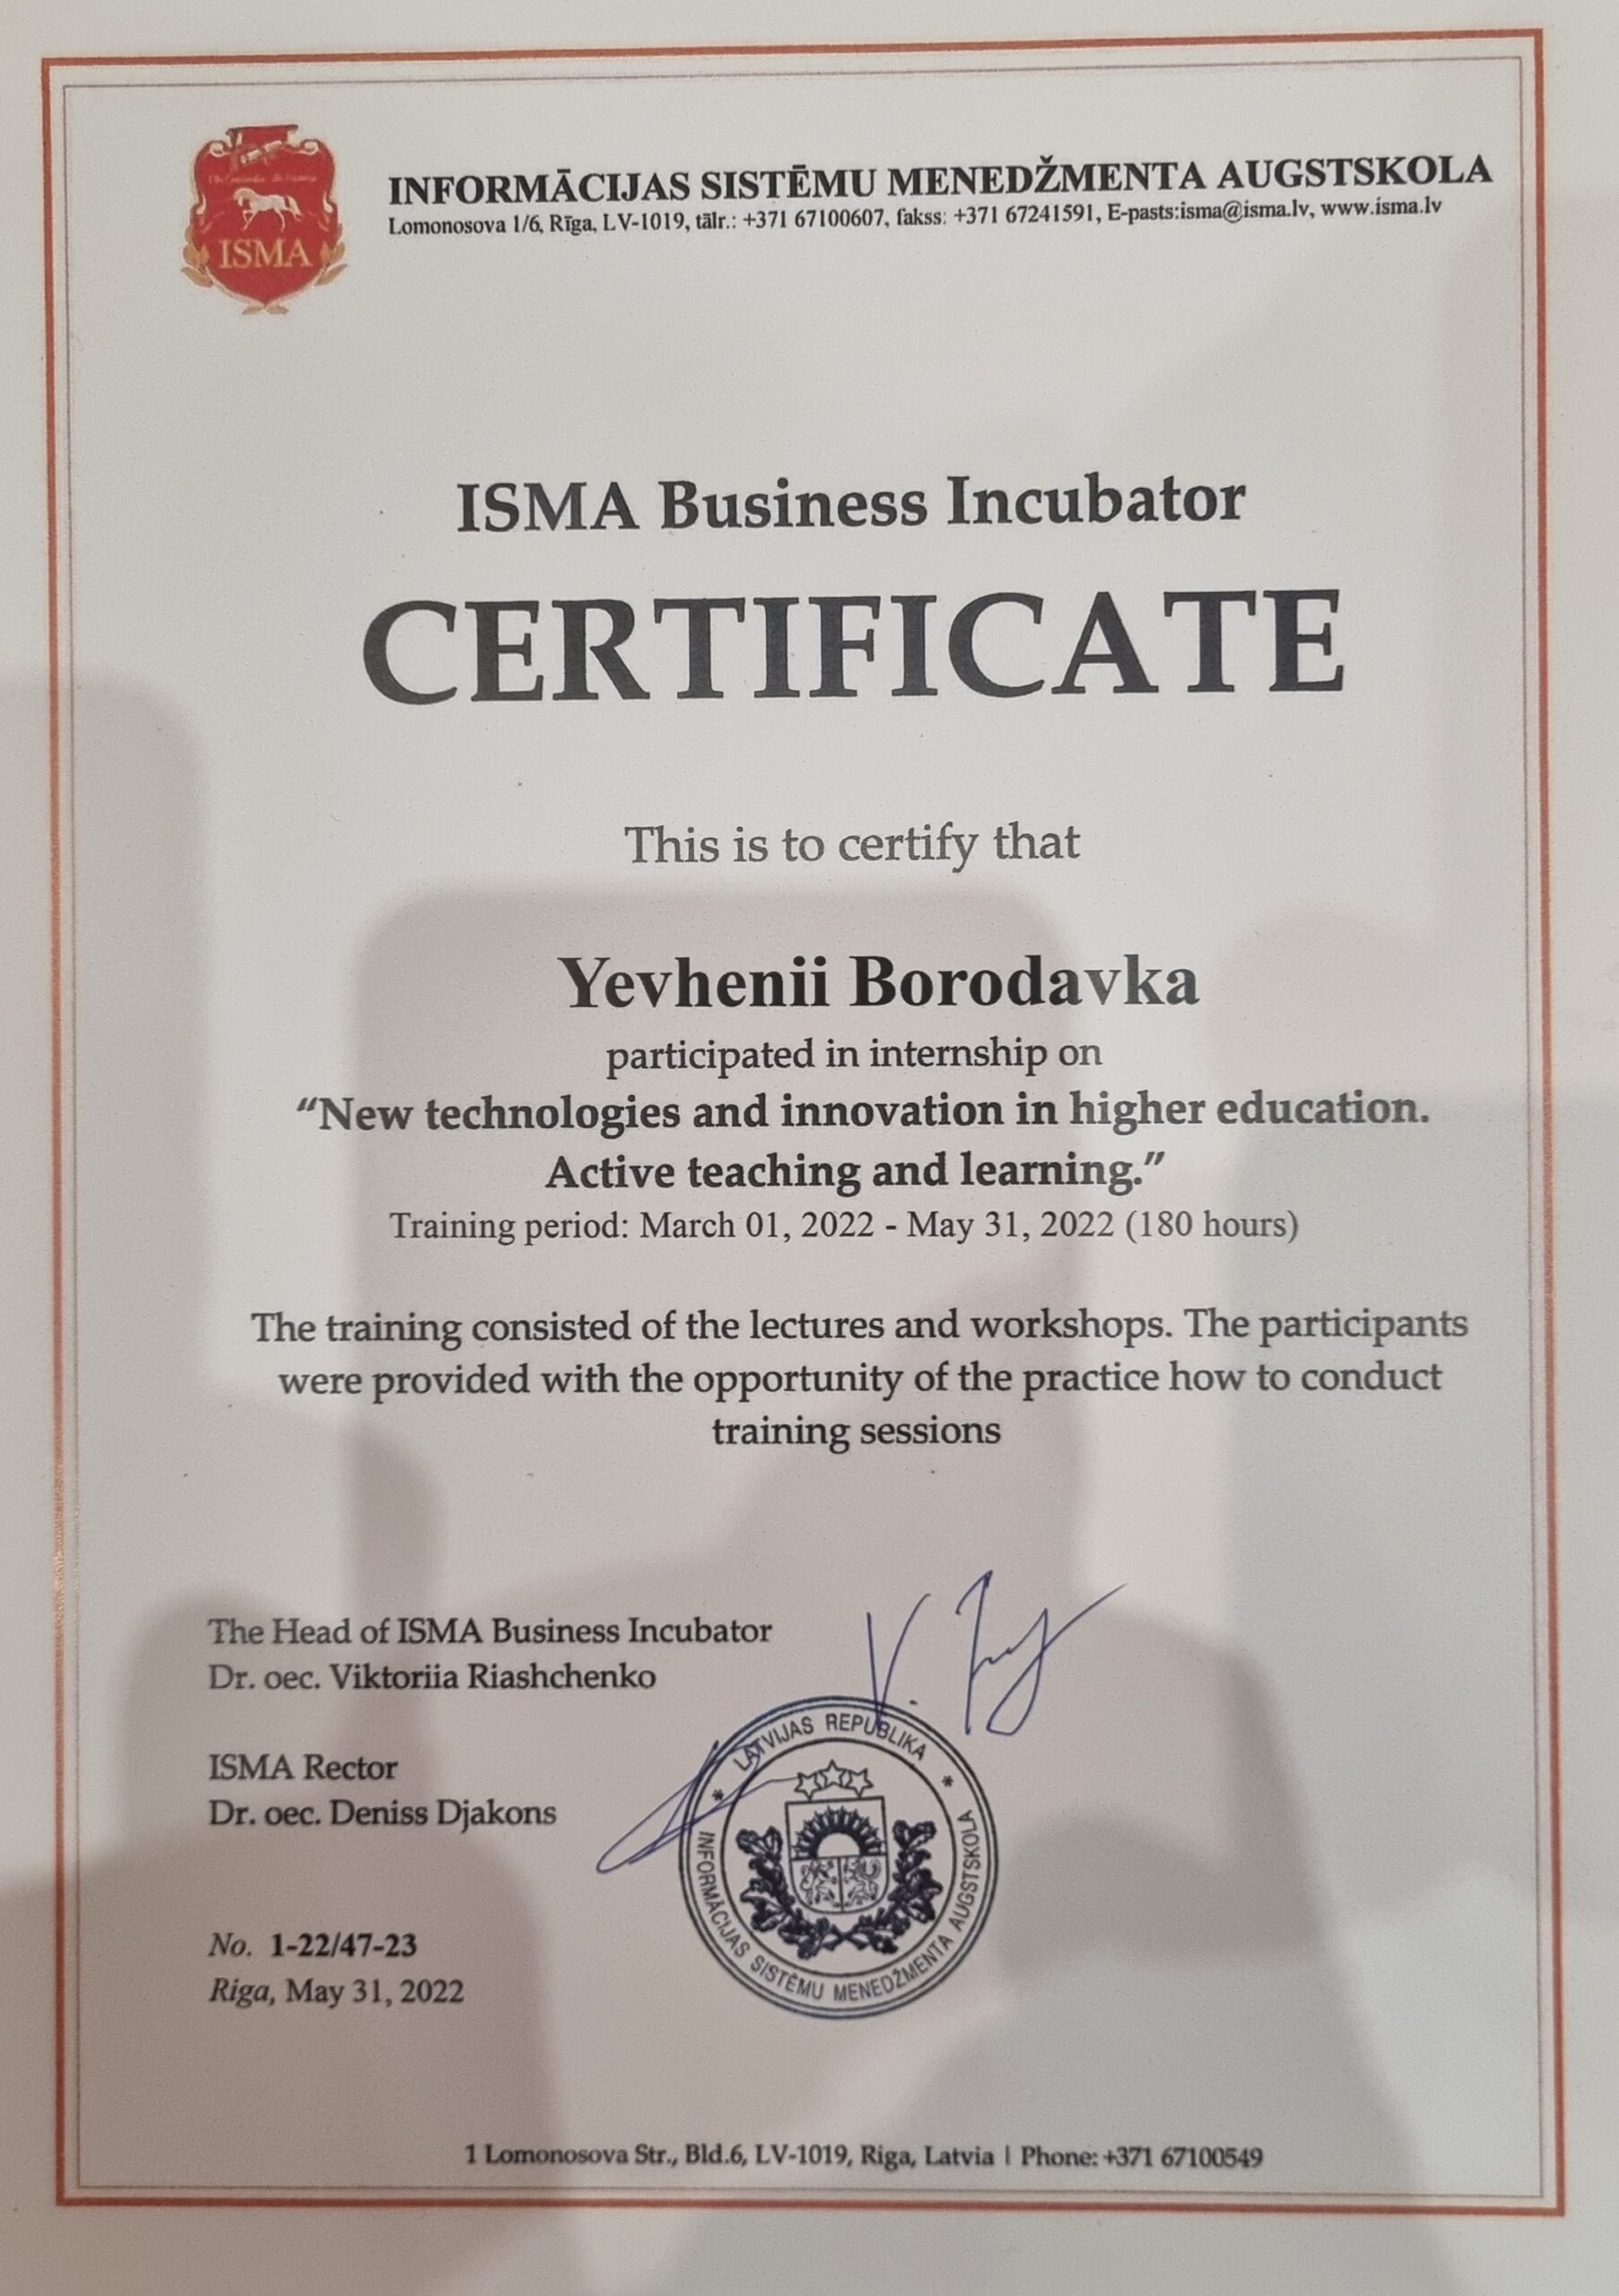 ISMA
INFORMĀCIJAS SISTĒMU MENEDŽMENTA AUGSTSKOLA
Lomonosova 1/6, Rīga, LV-1019, tālr.: +371 67100607, fakss: +371 67241591, E-pasts:isma@isma.lv, www.isma.lv
ISMA Business Incubator
CERTIFICATE
This is to certify that
Yevhenii Borodavka
participated in internship on
“New technologies and innovation in higher education.
Active teaching and learning.”
Training period: March 01, 2022 - May 31, 2022 (180 hours)
The training consisted of the lectures and workshops. The participants
were provided with the opportunity of the practice how to conduct
training sessions
The Head of ISMA Business Incubator
Dr. oec. Viktoriia Riashchenko
ISMA Rector
Dr. oec. Deniss Djakons
LATVIJAS REPUBLIKA
* INFORMĀCIJAS SISTĒMU MENEDŽMENTA AUGSTSKOLA *
No. 1-22/47-23
Riga, May 31, 2022
1 Lomonosova Str., Bld.6, LV-1019, Riga, Latvia | Phone: +371 67100549